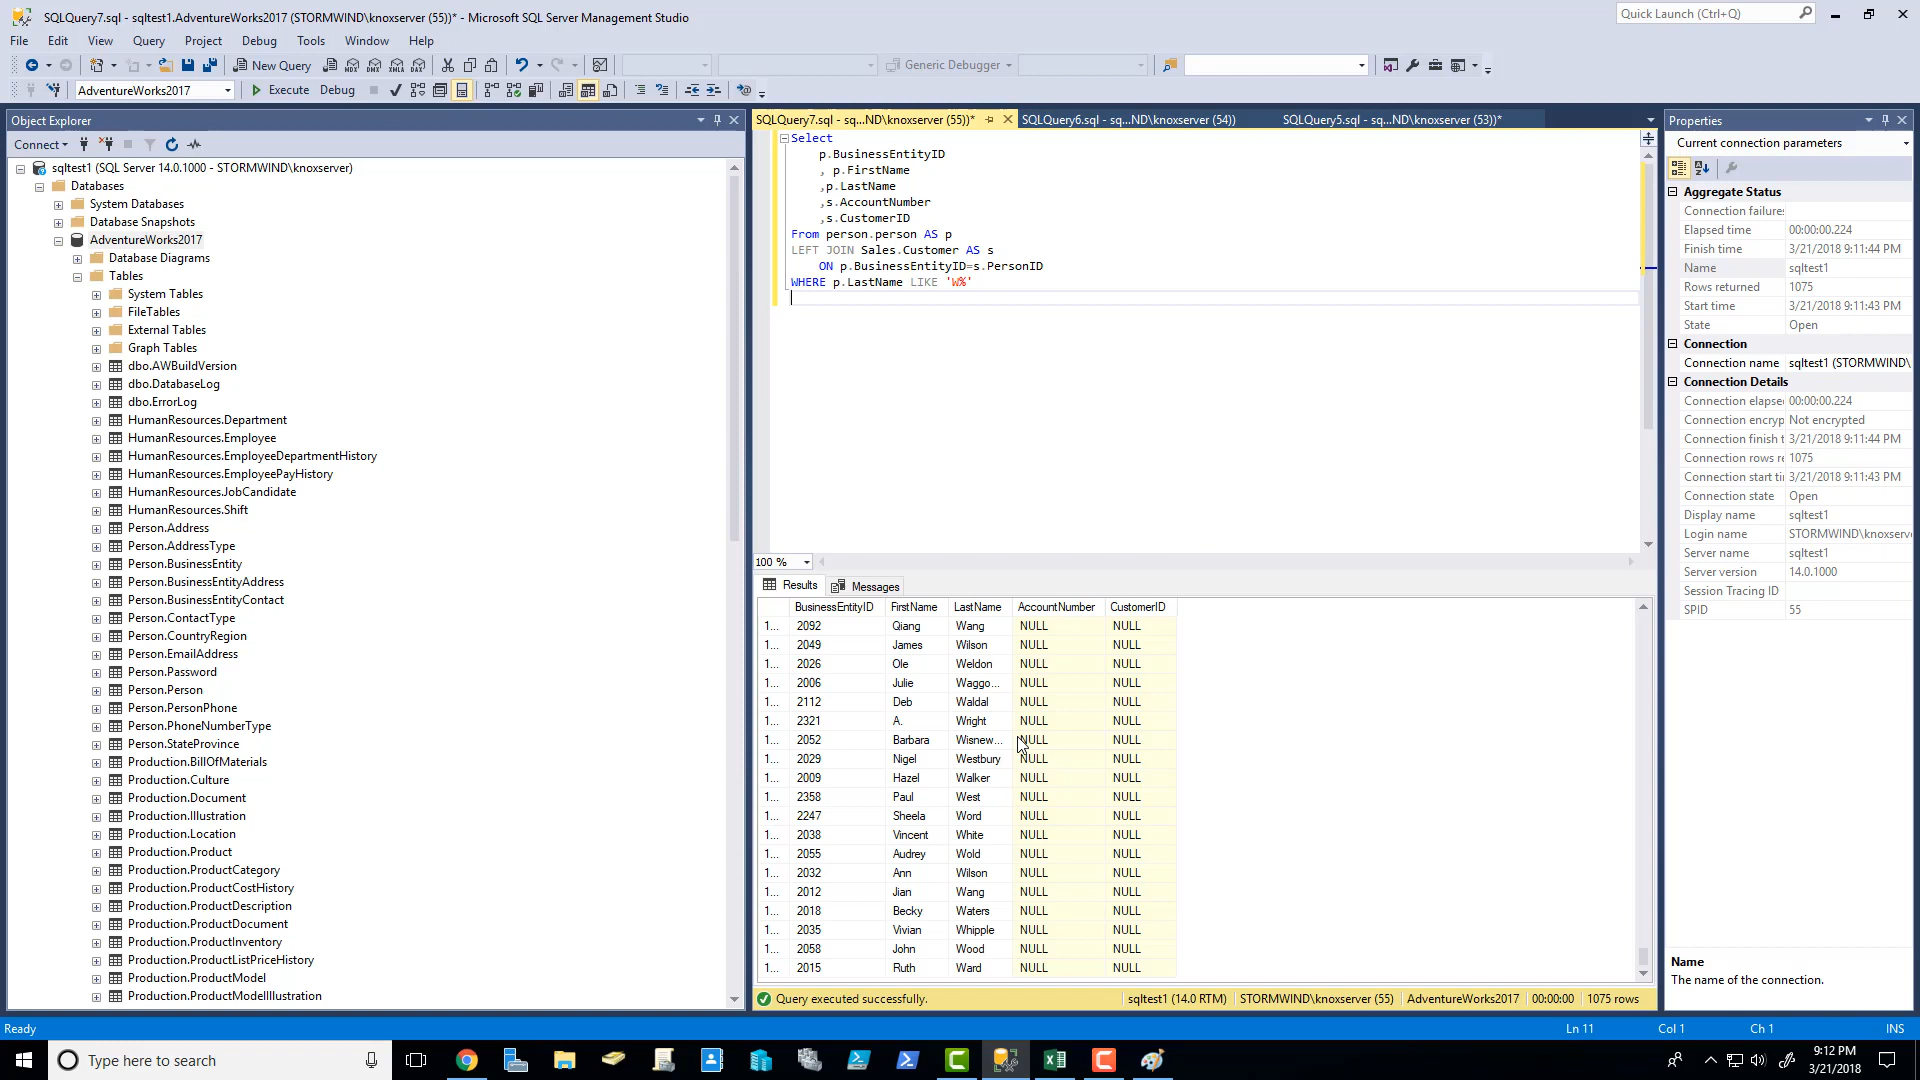 SQLQuery7.sql - sqltest1.AdventureWorks2017 (STORMWIND\knoxserver (55))* - Microsoft SQL Server Management Studio
Quick Launch (Ctrl+Q)
File Edit View Query Project Debug Tools Window Help
New Query
Generic Debugger
AdventureWorks2017
Execute Debug
Object Explorer
Connect
sqltest1 (SQL Server 14.0.1000 - STORMWIND\knoxserver)
Databases
System Databases
Database Snapshots
AdventureWorks2017
Database Diagrams
Tables
System Tables
FileTables
External Tables
Graph Tables
dbo.AWBuildVersion
dbo.DatabaseLog
dbo.ErrorLog
HumanResources.Department
HumanResources.Employee
HumanResources.EmployeeDepartmentHistory
HumanResources.EmployeePayHistory
HumanResources.JobCandidate
HumanResources.Shift
Person.Address
Person.AddressType
Person.BusinessEntity
Person.BusinessEntityAddress
Person.BusinessEntityContact
Person.ContactType
Person.CountryRegion
Person.EmailAddress
Person.Password
Person.Person
Person.PersonPhone
Person.PhoneNumberType
Person.StateProvince
Production.BillOfMaterials
Production.Culture
Production.Document
Production.Illustration
Production.Location
Production.Product
Production.ProductCategory
Production.ProductCostHistory
Production.ProductDescription
Production.ProductDocument
Production.ProductInventory
Production.ProductListPriceHistory
Production.ProductModel
Production.ProductModelIllustration
SQLQuery7.sql - sq...ND\knoxserver (55))*
SQLQuery6.sql - sq...ND\knoxserver (54))
SQLQuery5.sql - sq...ND\knoxserver (53))*
Select
p.BusinessEntityID
, p.FirstName
,p.LastName
,s.AccountNumber
,s.CustomerID
From person.person AS p
LEFT JOIN Sales.Customer AS s
ON p.BusinessEntityID=s.PersonID
WHERE p.LastName LIKE 'W%'
100 %
Results Messages
BusinessEntityID FirstName LastName AccountNumber CustomerID
1... 2092 Qiang Wang NULL NULL
1... 2049 James Wilson NULL NULL
1... 2026 Ole Weldon NULL NULL
1... 2006 Julie Waggo... NULL NULL
1... 2112 Deb Waldal NULL NULL
1... 2321 A. Wright NULL NULL
1... 2052 Barbara Wisnew... NULL NULL
1... 2029 Nigel Westbury NULL NULL
1... 2009 Hazel Walker NULL NULL
1... 2358 Paul West NULL NULL
1... 2247 Sheela Word NULL NULL
1... 2038 Vincent White NULL NULL
1... 2055 Audrey Wold NULL NULL
1... 2032 Ann Wilson NULL NULL
1... 2012 Jian Wang NULL NULL
1... 2018 Becky Waters NULL NULL
1... 2035 Vivian Whipple NULL NULL
1... 2058 John Wood NULL NULL
1... 2015 Ruth Ward NULL NULL
Query executed successfully.
sqltest1 (14.0 RTM) STORMWIND\knoxserver (55) AdventureWorks2017 00:00:00 1075 rows
Properties
Current connection parameters
Aggregate Status
Connection failures
Elapsed time 00:00:00.224
Finish time 3/21/2018 9:11:44 PM
Name sqltest1
Rows returned 1075
Start time 3/21/2018 9:11:43 PM
State Open
Connection
Connection name sqltest1 (STORMWIND\
Connection Details
Connection elapse 00:00:00.224
Connection encryp Not encrypted
Connection finish t 3/21/2018 9:11:44 PM
Connection rows re 1075
Connection start ti 3/21/2018 9:11:43 PM
Connection state Open
Display name sqltest1
Login name STORMWIND\knoxserv
Server name sqltest1
Server version 14.0.1000
Session Tracing ID
SPID 55
Name
The name of the connection.
Ready
Ln 11 Col 1 Ch 1 INS
Type here to search
9:12 PM
3/21/2018